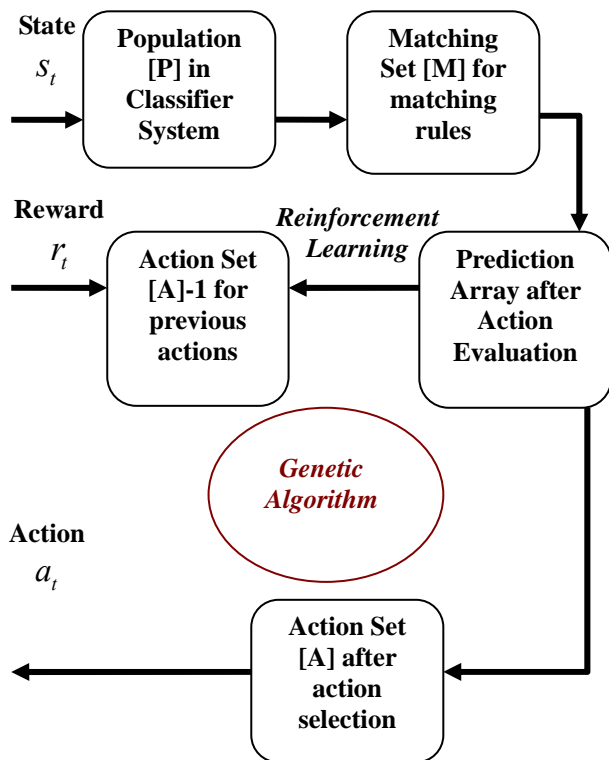 State
s_t
Population
[P] in
Classifier
System
Matching
Set [M] for
matching
rules
Reward
r_t
Action Set
[A]-1 for
previous
actions
Reinforcement
Learning
Prediction
Array after
Action
Evaluation
Genetic
Algorithm
Action
a_t
Action Set
[A] after
action
selection